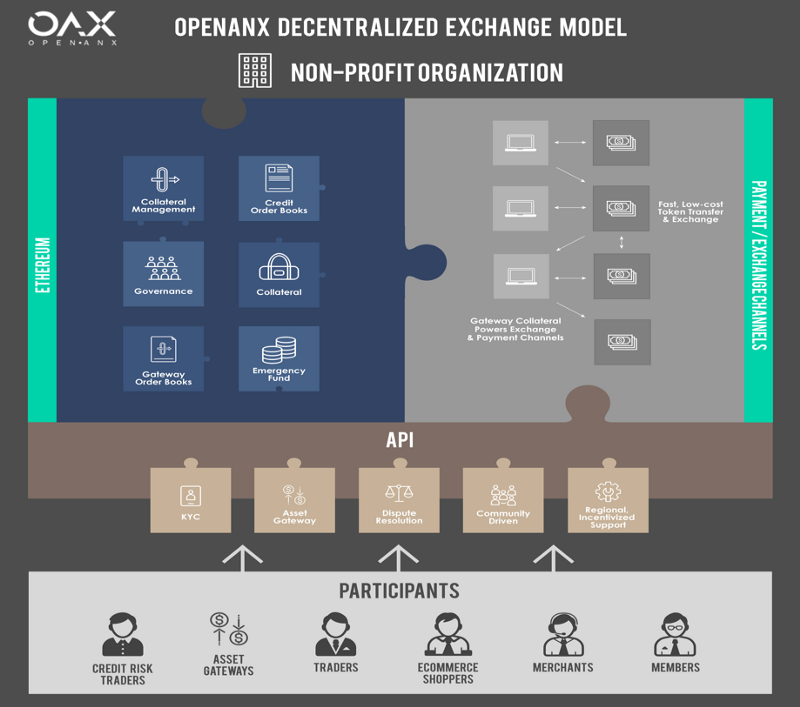 OAX
OPEN•ANX
OPENANX DECENTRALIZED EXCHANGE MODEL
NON-PROFIT ORGANIZATION
ETHEREUM
Collateral
Management
Credit
Order Books
Governance
Collateral
Gateway
Order Books
Emergency
Fund
Fast, Low-cost
Token Transfer
& Exchange
Gateway Collateral
Powers Exchange
& Payment Channels
PAYMENT / EXCHANGE CHANNELS
API
KYC
Asset
Gateway
Dispute
Resolution
Community
Driven
Regional,
Incentivized
Support
PARTICIPANTS
CREDIT RISK
TRADERS
ASSET
GATEWAYS
TRADERS
ECOMMERCE
SHOPPERS
MERCHANTS
MEMBERS